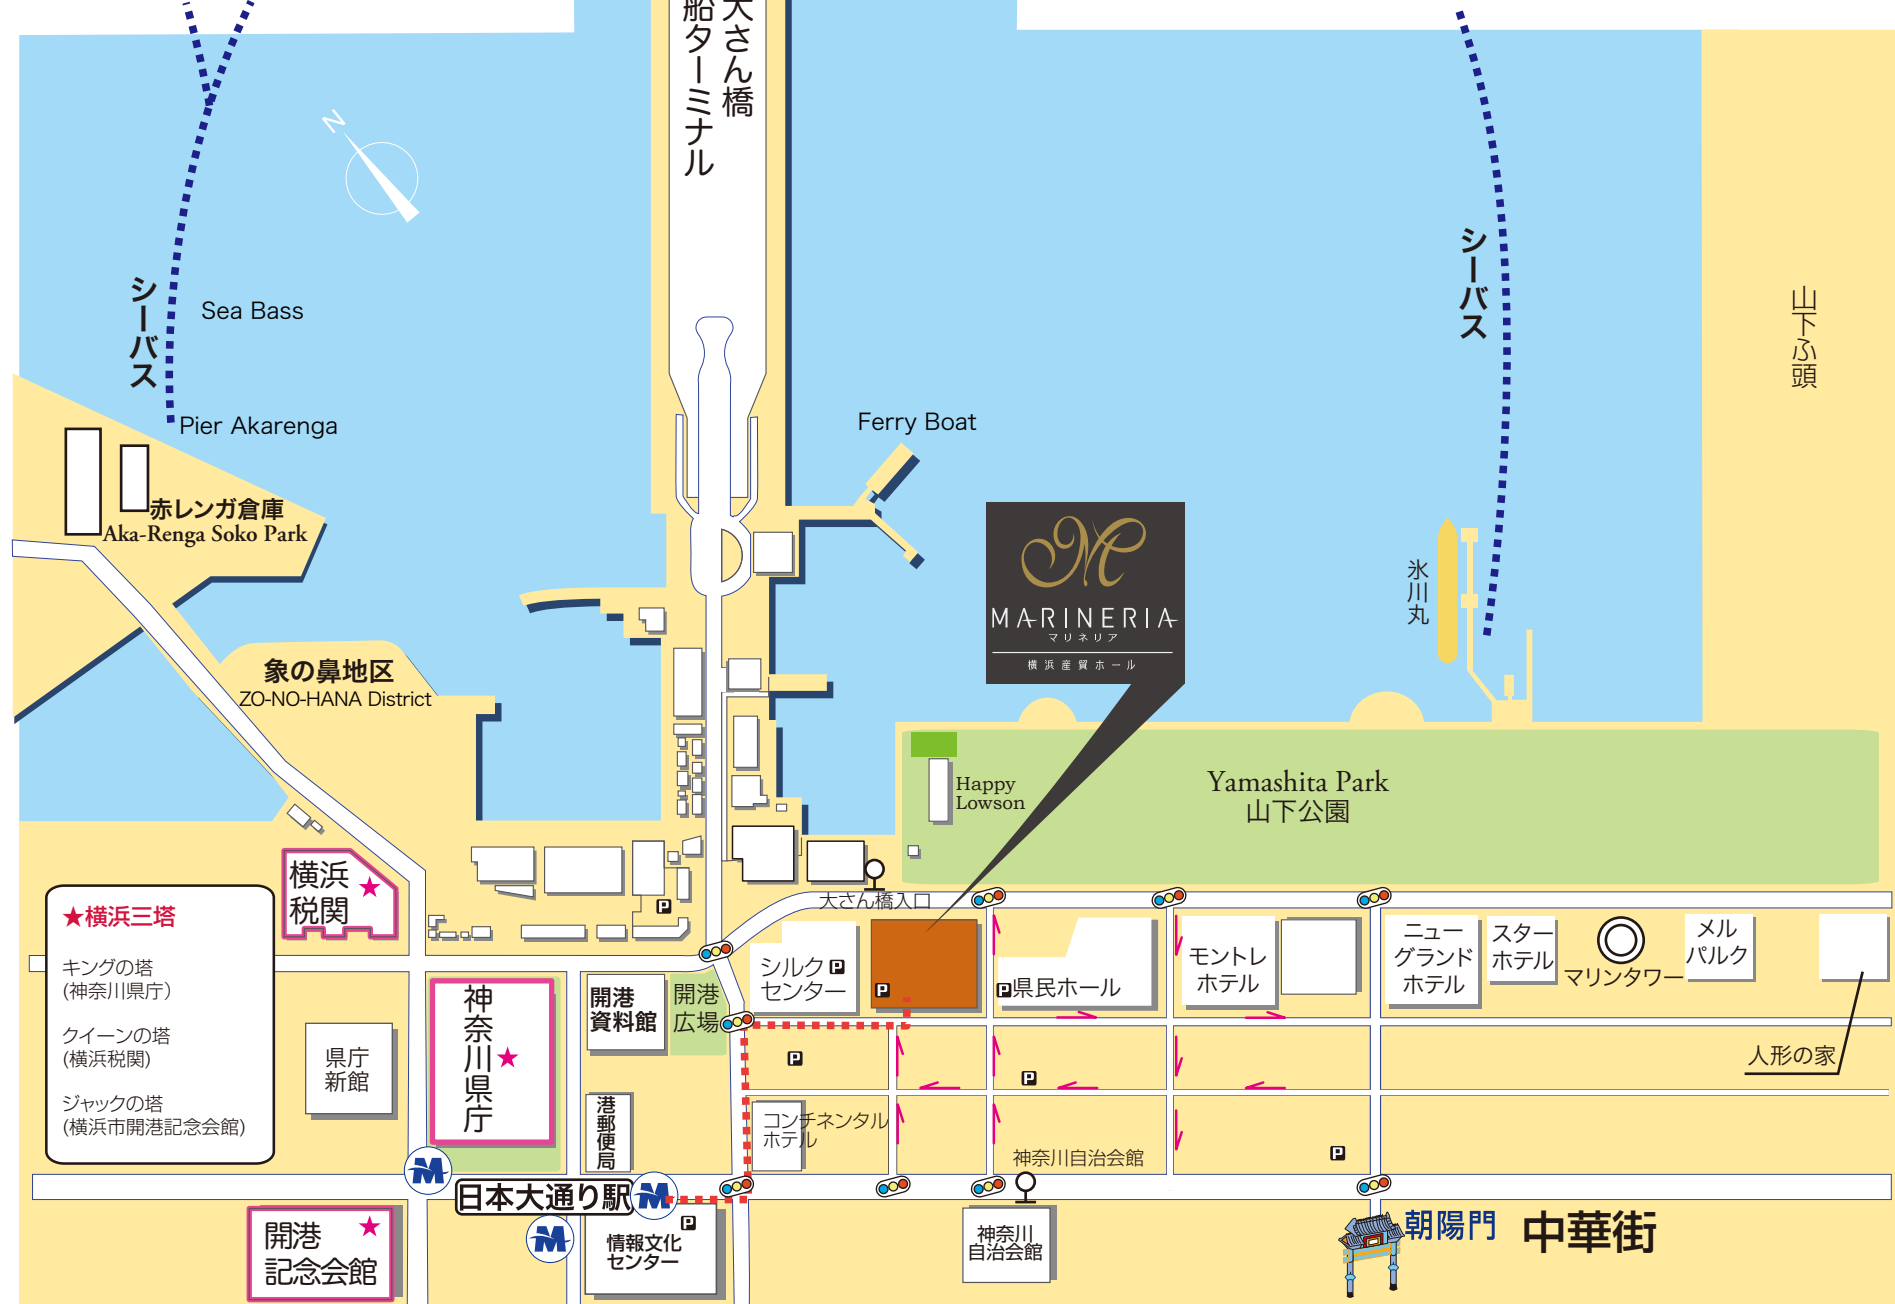 大さん橋
船ターミナル
N
シーバス
Sea Bass
シーバス
山下ふ頭
Pier Akarenga
Ferry Boat
赤レンガ倉庫
Aka-Renga Soko Park
MARINERIA
マリネリア
横浜産貿ホール
氷川丸
象の鼻地区
ZO-NO-HANA District
Happy
Lowson
Yamashita Park
山下公園
横浜
税関
★
大さん橋入口
★横浜三塔
キングの塔
(神奈川県庁)
クイーンの塔
(横浜税関)
ジャックの塔
(横浜市開港記念会館)
P
シルク P
センター
P
P 県民ホール
モントレ
ホテル
ニュー
グランド
ホテル
スター
ホテル
マリンタワー
メル
パルク
人形の家
神奈川県庁
★
開港
資料館
開港
広場
県庁
新館
P
P
港郵便局
コンチネンタル
ホテル
神奈川自治会館
P
M
日本大通り駅
M
M
開港
記念会館
★
P
情報文化
センター
神奈川
自治会館
朝陽門
中華街